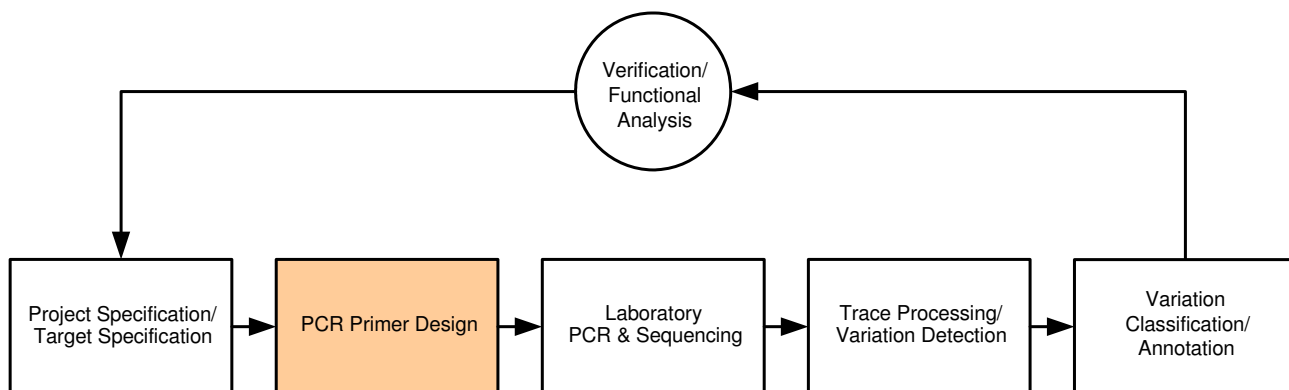 Verification/
Functional
Analysis
Project Specification/
Target Specification
PCR Primer Design
Laboratory
PCR & Sequencing
Trace Processing/
Variation Detection
Variation
Classification/
Annotation